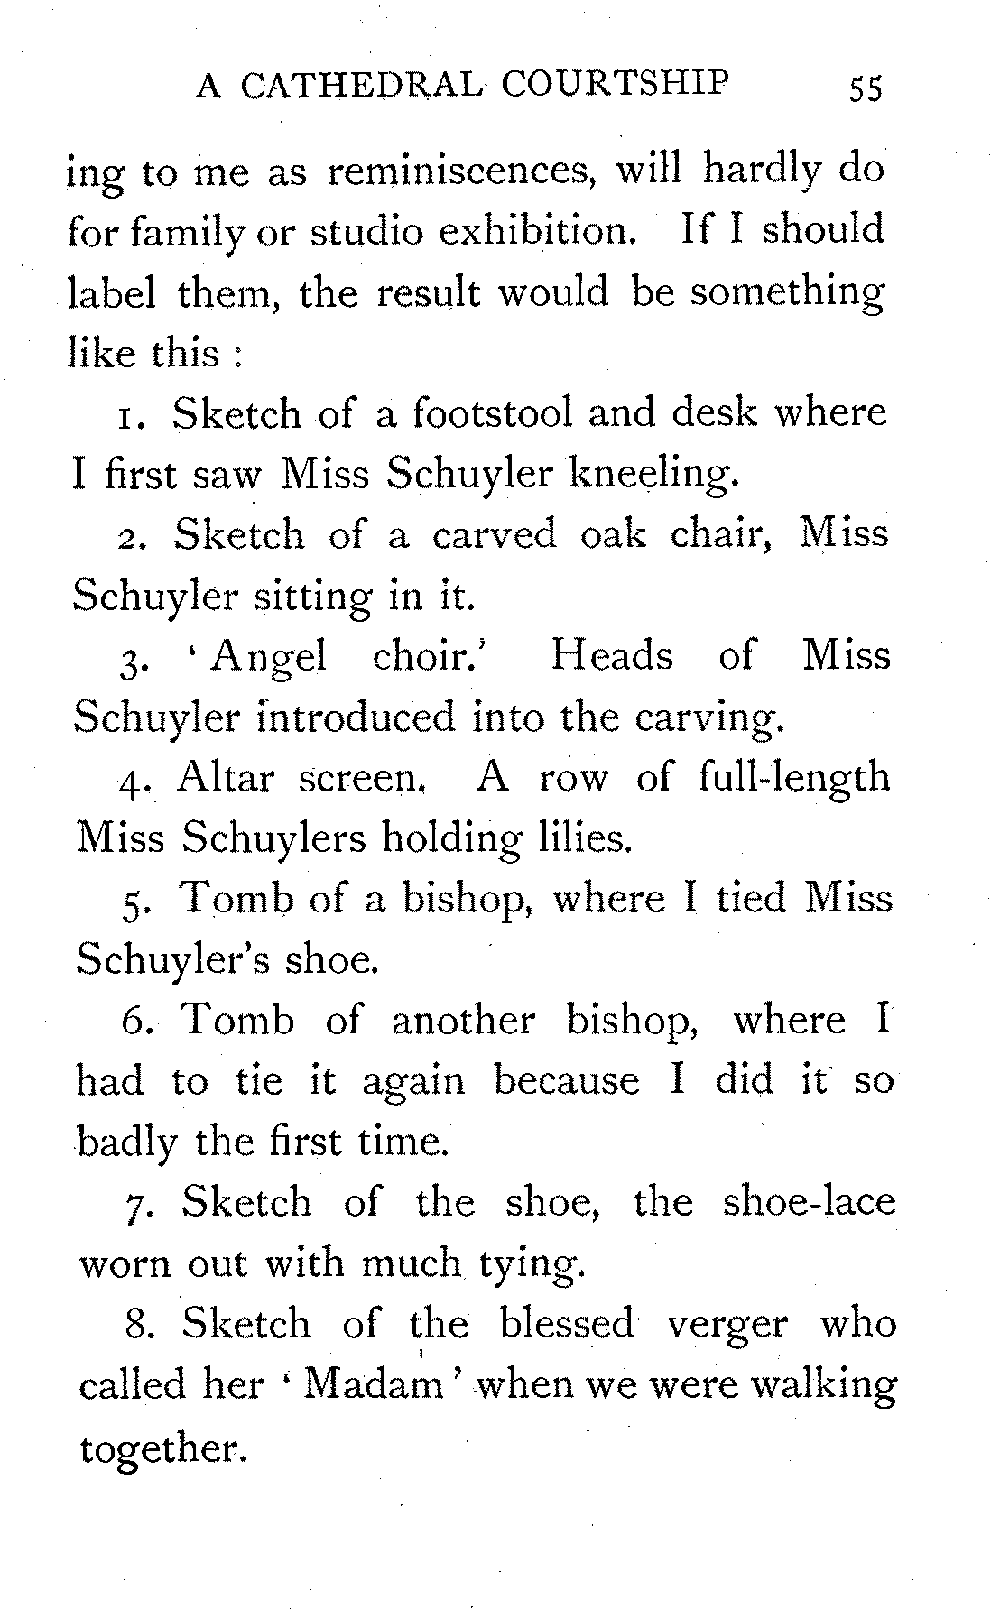 A CATHEDRAL COURTSHIP 55
ing to me as reminiscences, will hardly do
for family or studio exhibition. If I should
label them, the result would be something
like this :
1. Sketch of a footstool and desk where
I first saw Miss Schuyler kneeling.
2. Sketch of a carved oak chair, Miss
Schuyler sitting in it.
3. ‘ Angel choir.’ Heads of Miss
Schuyler introduced into the carving.
4. Altar screen. A row of full-length
Miss Schuylers holding lilies.
5. Tomb of a bishop, where I tied Miss
Schuyler's shoe.
6. Tomb of another bishop, where I
had to tie it again because I did it so
badly the first time.
7. Sketch of the shoe, the shoe-lace
worn out with much tying.
8. Sketch of the blessed verger who
called her ‘ Madam ’ when we were walking
together.